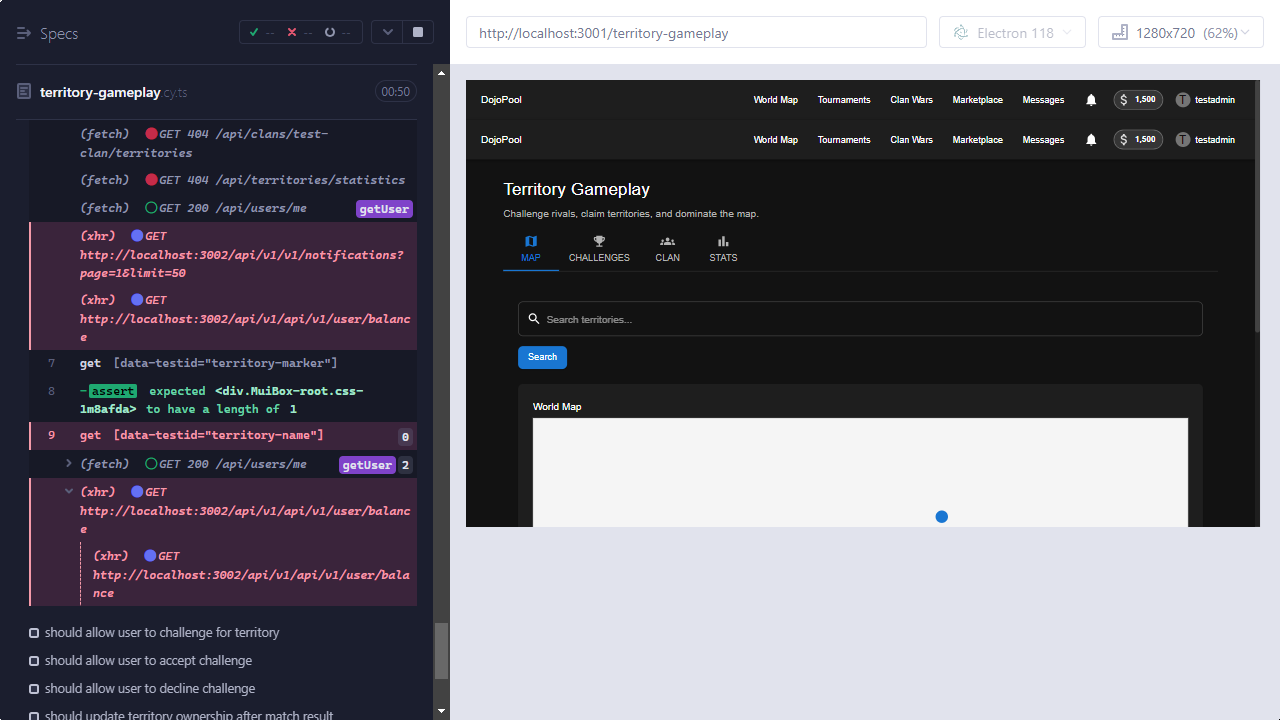 Specs
-- -- --
territory-gameplay.cy.ts
00:50
(fetch) GET 404 /api/clans/test-
clan/territories
(fetch) GET 404 /api/territories/statistics
(fetch) GET 200 /api/users/me getUser
(xhr) GET
http://localhost:3002/api/v1/v1/notifications?
page=1&limit=50
(xhr) GET
http://localhost:3002/api/v1/api/v1/user/balanc
e
7 get [data-testid="territory-marker"]
8 -assert expected <div.MuiBox-root.css-
1m8afda> to have a length of 1
9 get [data-testid="territory-name"] 0
(fetch) GET 200 /api/users/me getUser 2
(xhr) GET
http://localhost:3002/api/v1/api/v1/user/balanc
e
(xhr) GET
http://localhost:3002/api/v1/api/v1/user/bala
nce
should allow user to challenge for territory
should allow user to accept challenge
should allow user to decline challenge
should update territory ownership after match result
http://localhost:3001/territory-gameplay
Electron 118
1280x720 (62%)
DojoPool World Map Tournaments Clan Wars Marketplace Messages $ 1,500 T testadmin
DojoPool World Map Tournaments Clan Wars Marketplace Messages $ 1,500 T testadmin
Territory Gameplay
Challenge rivals, claim territories, and dominate the map.
MAP CHALLENGES CLAN STATS
Search territories...
Search
World Map